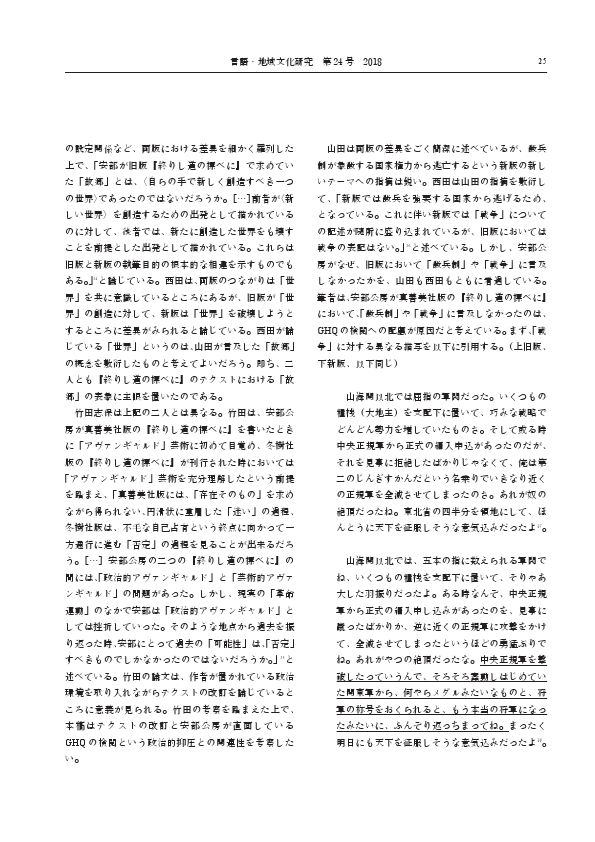 言語・地域文化研究　第 24 号　2018
25
の設定関係など、両版における差異を細かく羅列した
上で、「安部が旧版『終りし道の標べに』で求めてい
た「故郷」とは、〈自らの手で新しく創造すべき一つ
の世界〉であったのではないだろうか。[…]前者が〈新
しい世界〉を創造するための出発として描かれている
のに対して、後者では、新たに創造した世界をも壊す
ことを前提とした出発として描かれている。これらは
旧版と新版の執筆目的の根本的な相違を示すものでも
ある。」と論じている。西田は、両版のつながりは「世
界」を共に意識しているところにあるが、旧版が「世
界」の創造に対して、新版は「世界」を破壊しようと
するところに差異がみられると論じている。西田が論
じている「世界」というのは、山田が言及した「故郷」
の概念を敷衍したものと考えてよいだろう。即ち、二
人とも『終りし道の標べに』のテクストにおける「故
郷」の表象に主眼を置いたのである。
竹田志保は上記の二人とは異なる。竹田は、安部公
房が真善美社版の『終りし道の標べに』を書いたとき
に「アヴァンギャルド」芸術に初めて目覚め、冬樹社
版の『終りし道の標べに』が刊行された時においては
「アヴァンギャルド」芸術を充分理解したという前提
を踏まえ、「真善美社版には、「存在そのもの」を求め
ながら得られない、円滑状に重層した「迷い」の過程、
冬樹社版は、不毛な自己占有という終点に向かって一
方通行に進む「否定」の過程を見ることが出来るだろ
う。[…] 安部公房の二つの『終りし道の標べに』の
間には、「政治的アヴァンギャルド」と「芸術的アヴァ
ンギャルド」の問題があった。しかし、現実の「革命
運動」のなかで安部は「政治的アヴァンギャルド」と
しては挫折していった。そのような地点から過去を振
り返った時、安部にとって過去の「可能性」は、「否定」
すべきものでしかなかったのではないだろうか。」と
述べている。竹田の論文は、作者が置かれている政治
環境を取り入れながらテクストの改訂を論じていると
ころに意義が見られる。竹田の考察を踏まえた上で、
本稿はテクストの改訂と安部公房が直面している
GHQ の検閲という政治的抑圧との関連性を考察した
い。
山田は両版の差異をごく簡潔に述べているが、徴兵
制が象徴する国家権力から逃亡するという新版の新し
いテーマへの指摘は鋭い。西田は山田の指摘を敷衍し
て、「新版では徴兵を強要する国家から逃げるため、
となっている。これに伴い新版では「戦争」について
の記述が随所に盛り込まれているが、旧版においては
戦争の表記はない。」と述べている。しかし、安部公
房がなぜ、旧版において「徴兵制」や「戦争」に言及
しなかったかを、山田も西田もともに看過している。
筆者は、安部公房が真善美社版の『終りし道の標べに』
において、「徴兵制」や「戦争」に言及しなかったのは、
GHQ の検閲への配慮が原因だと考えている。まず、「戦
争」に対する異なる描写を以下に引用する。（上旧版、
下新版、以下同じ）
山海関以北では屈指の軍閥だった。いくつもの
糧棧（大地主）を支配下に置いて、巧みな戦略で
どんどん勢力を増していたものさ。そして或る時
中央正規軍から正式の編入申込があったのだが、
それを見事に拒絶したばかりじゃなくて、俺は第
二のじんぎすかんだという名乗りでいきなり近く
の正規軍を全滅させてしまったのさ。あれが奴の
絶頂だったね。東北省の四半分を領地にして、ほ
んとうに天下を征服しそうな意気込みだったよ。
山海関以北では、五本の指に数えられる軍閥で
ね、いくつもの糧棧を支配下に置いて、そりゃあ
大した羽振りだったよ。ある時なんぞ、中央正規
軍から正式の編入申し込みがあったのを、見事に
蹴ったばかりか、逆に近くの正規軍に攻撃をかけ
て、全滅させてしまったというほどの勇猛ぶりで
ね。あれがやつの絶頂だったな。中央正規軍を撃
破したっていうんで、そろそろ蠢動しはじめてい
た関東軍から、何やらメダルみたいなものと、将
軍の称号をおくられると、もう本当の将軍になっ
たみたいに、ふんぞり返っちまってね。まったく
明日にも天下を征服しそうな意気込みだったよ。